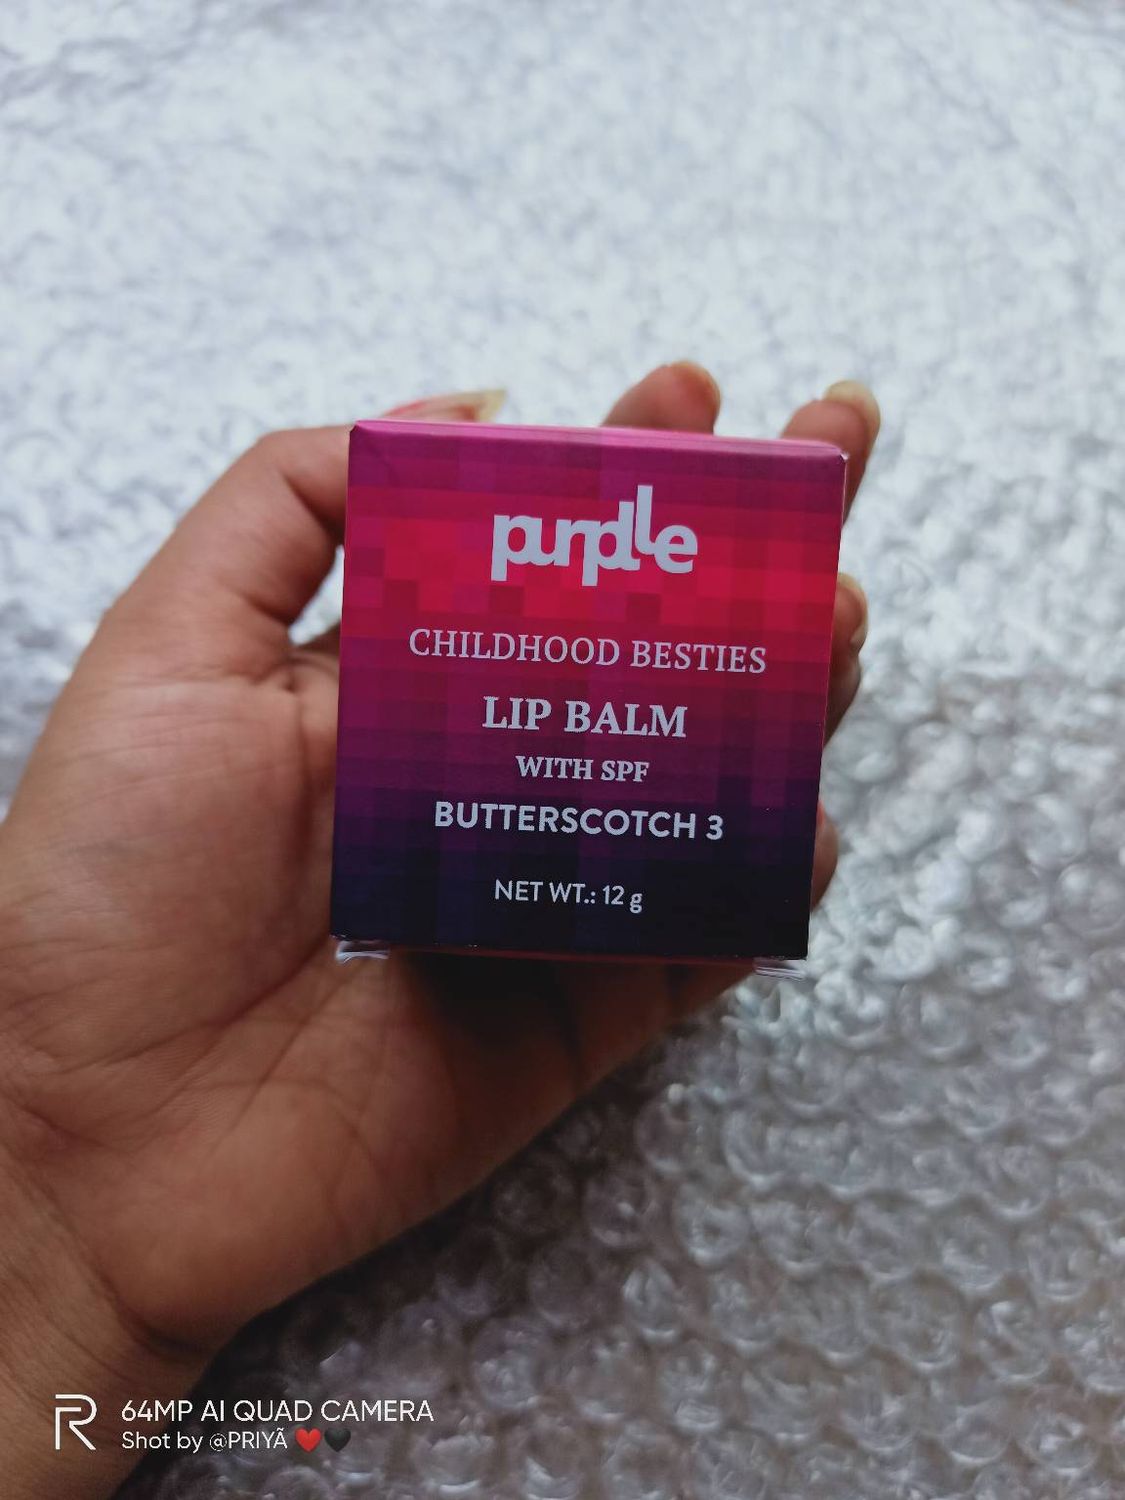 purplle
CHILDHOOD BESTIES
LIP BALM
WITH SPF
BUTTERSCOTCH 3
NET WT.: 12 g
64MP AI QUAD CAMERA
Shot by @PRIYÃ ❤️🖤